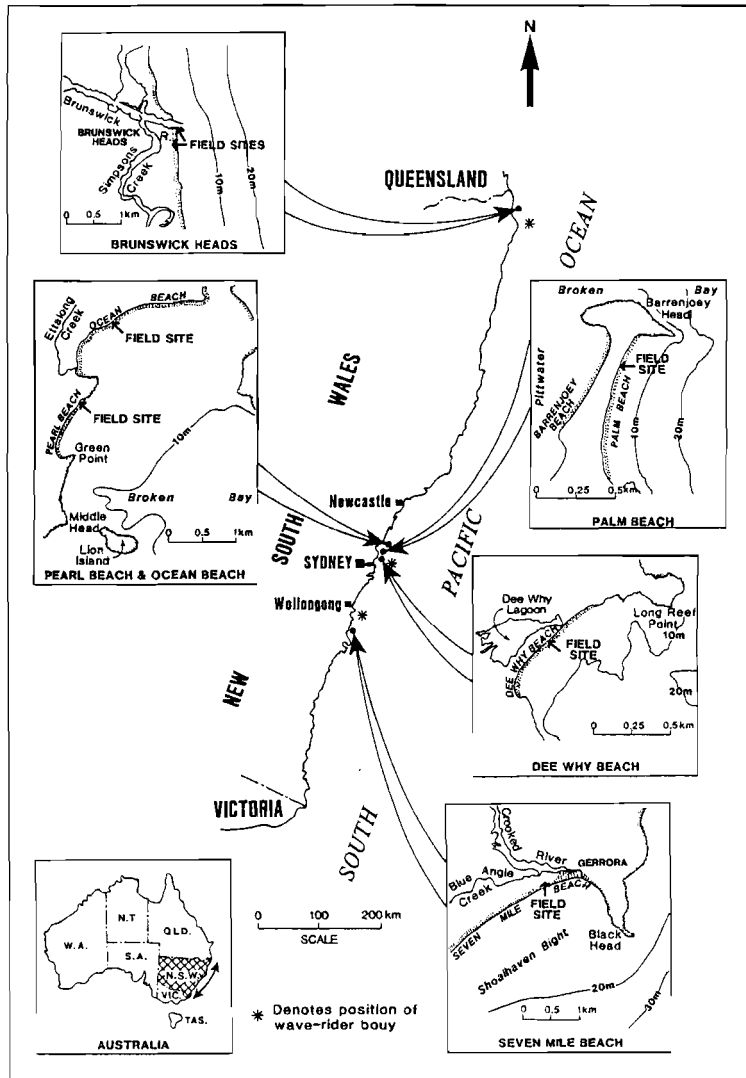 N
Brunswick
BRUNSWICK
HEADS
R.
FIELD SITES
Simpsons
Creek
10m
20m
0 0.5 1km
BRUNSWICK HEADS
QUEENSLAND
OCEAN
Ettalong
Creek
OCEAN BEACH
FIELD SITE
PEARL BEACH
FIELD SITE
Green
Point
10m
Broken Bay
Middle
Head
Lion
Island
0 0.5 1km
PEARL BEACH & OCEAN BEACH
WALES
Newcastle
SOUTH
SYDNEY
PACIFIC
Wollongong
NEW
VICTORIA
SOUTH
Broken Bay
Barrenjoey
Head
Pittwater
BARRENJOEY
BEACH
FIELD
SITE
PALM BEACH
10m
20m
0 0.25 0.5km
PALM BEACH
Dee Why
Lagoon
Long Reef
Point
10m
DEE WHY BEACH
FIELD
SITE
20m
0 0.25 0.5km
DEE WHY BEACH
Crooked
River
GERRORA
Blue Angle
Creek
SEVEN MILE BEACH
FIELD
SITE
Black
Head
Shoalhaven Bight
20m
30m
0 0.5 1km
SEVEN MILE BEACH
W.A.
N.T
QLD.
S.A.
N.S.W.
VIC.
TAS.
AUSTRALIA
0 100 200 km
SCALE
* Denotes position of
wave-rider bouy